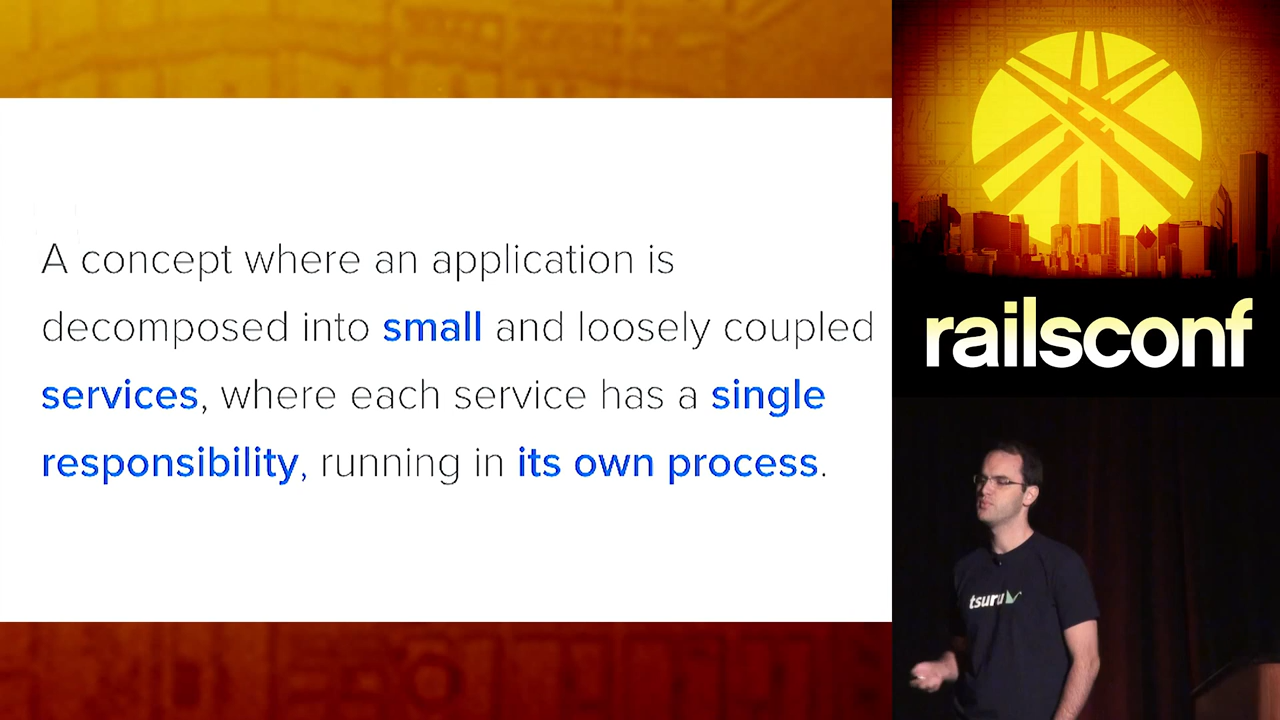 A concept where an application is
decomposed into small and loosely coupled
services, where each service has a single
responsibility, running in its own process.
railsconf
tsuru